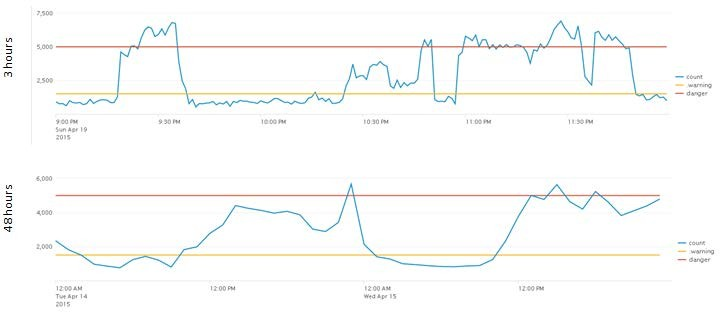 3 hours
7,500
5,000
2,500
9:00 PM
Sun Apr 19
2015
9:30 PM
10:00 PM
10:30 PM
11:00 PM
11:30 PM
count
:warning
danger
48hours
6,000
4,000
2,000
12:00 AM
Tue Apr 14
2015
12:00 PM
12:00 AM
Wed Apr 15
12:00 PM
count
:warning
danger